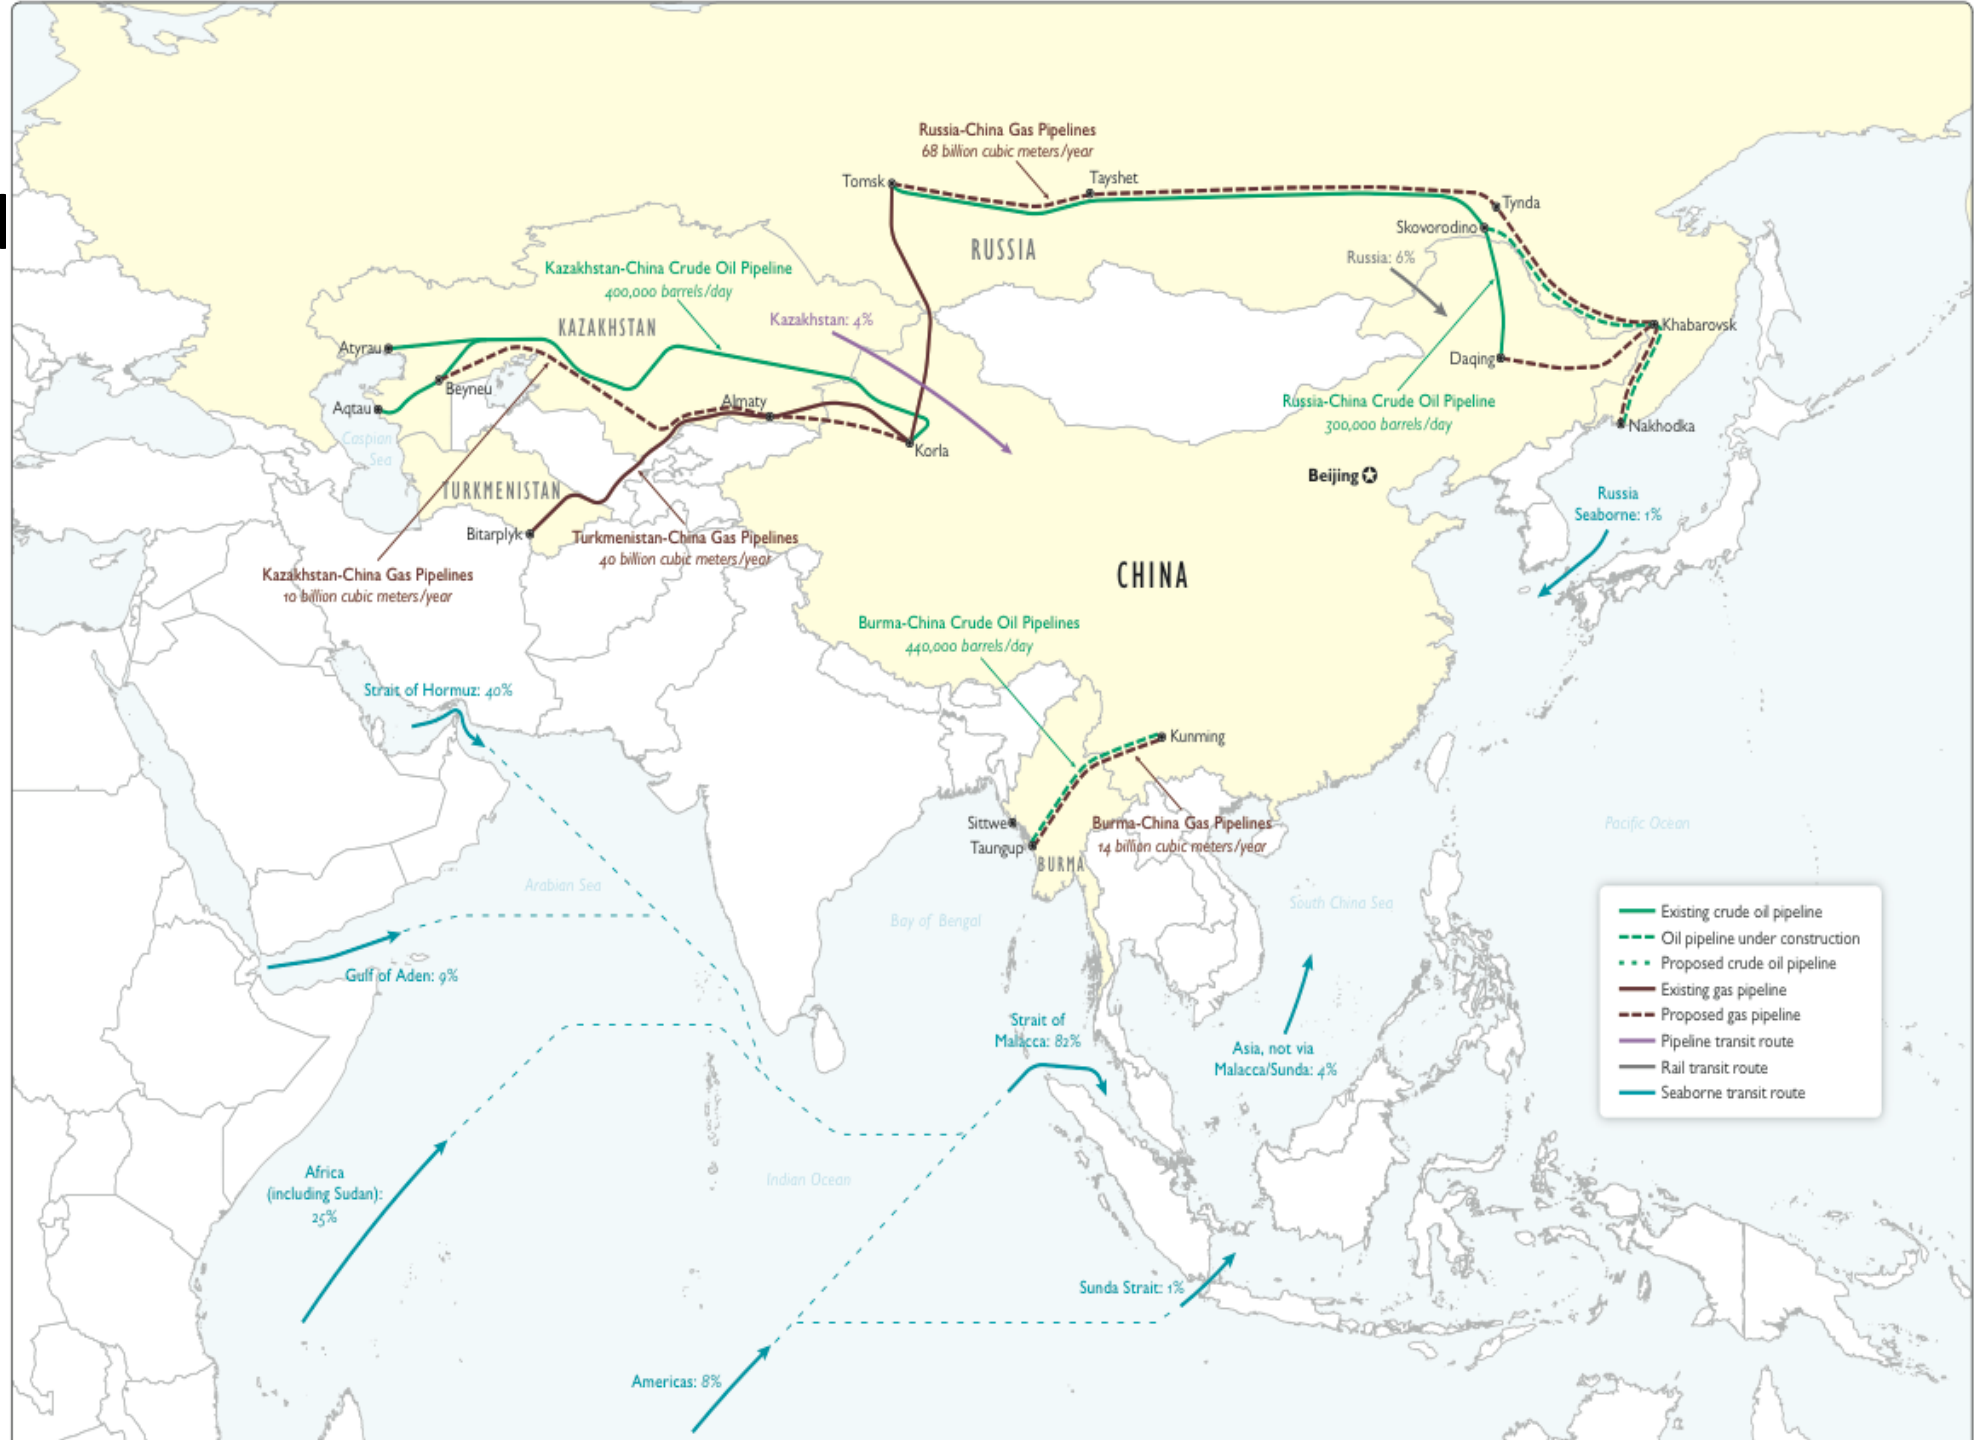 Russia-China Gas Pipelines
68 billion cubic meters/year
Tomsk
Tayshet
Tynda
Skovorodino
RUSSIA
Russia: 6%
Kazakhstan-China Crude Oil Pipeline
400,000 barrels/day
KAZAKHSTAN
Kazakhstan: 4%
Khabarovsk
Atyrau
Daqing
Beyneu
Aqtau
Almaty
Russia-China Crude Oil Pipeline
300,000 barrels/day
Nakhodka
Caspian
Sea
Korla
Beijing
TURKMENISTAN
Russia
Seaborne: 1%
Bitarplyk
Turkmenistan-China Gas Pipelines
40 billion cubic meters/year
Kazakhstan-China Gas Pipelines
10 billion cubic meters/year
CHINA
Burma-China Crude Oil Pipelines
440,000 barrels/day
Strait of Hormuz: 40%
Kunming
Sittwe
Taungup
Burma-China Gas Pipelines
14 billion cubic meters/year
BURMA
Pacific Ocean
Arabian Sea
Bay of Bengal
South China Sea
Gulf of Aden: 9%
Existing crude oil pipeline
Oil pipeline under construction
Proposed crude oil pipeline
Existing gas pipeline
Proposed gas pipeline
Pipeline transit route
Rail transit route
Seaborne transit route
Strait of
Malacca: 82%
Asia, not via
Malacca/Sunda: 4%
Africa
(including Sudan):
25%
Indian Ocean
Sunda Strait: 1%
Americas: 8%